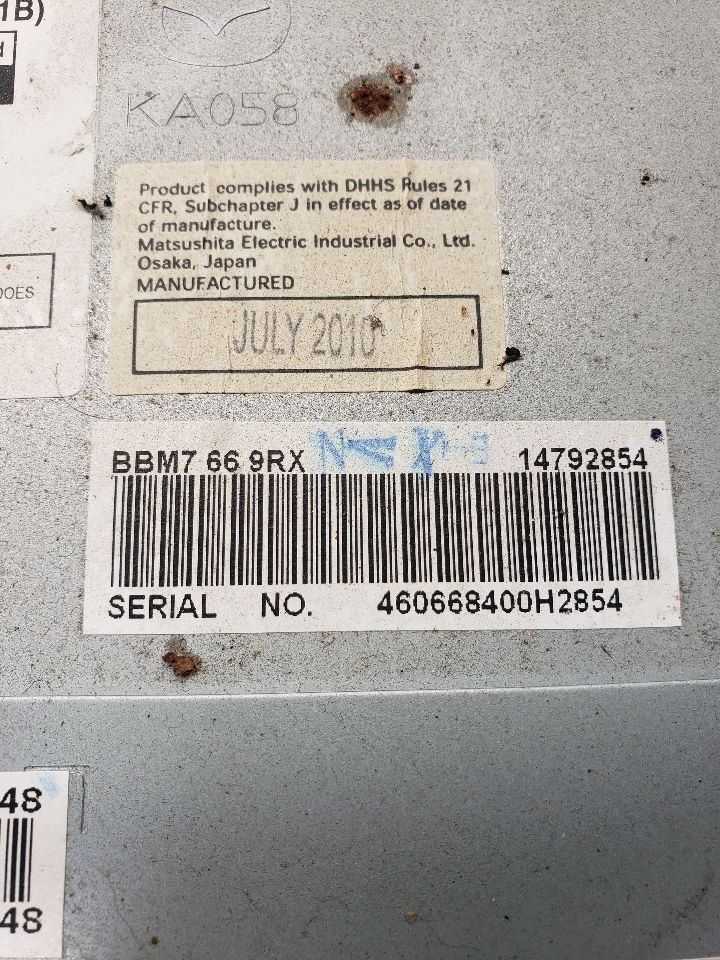 1B)
KA058
Product complies with DHHS Rules 21
CFR, Subchapter J in effect as of date
of manufacture.
Matsushita Electric Industrial Co., Ltd.
Osaka, Japan
MANUFACTURED
DOES
JULY 2010
BBM7 66 9RX 14792854
SERIAL NO. 460668400H2854
48
48